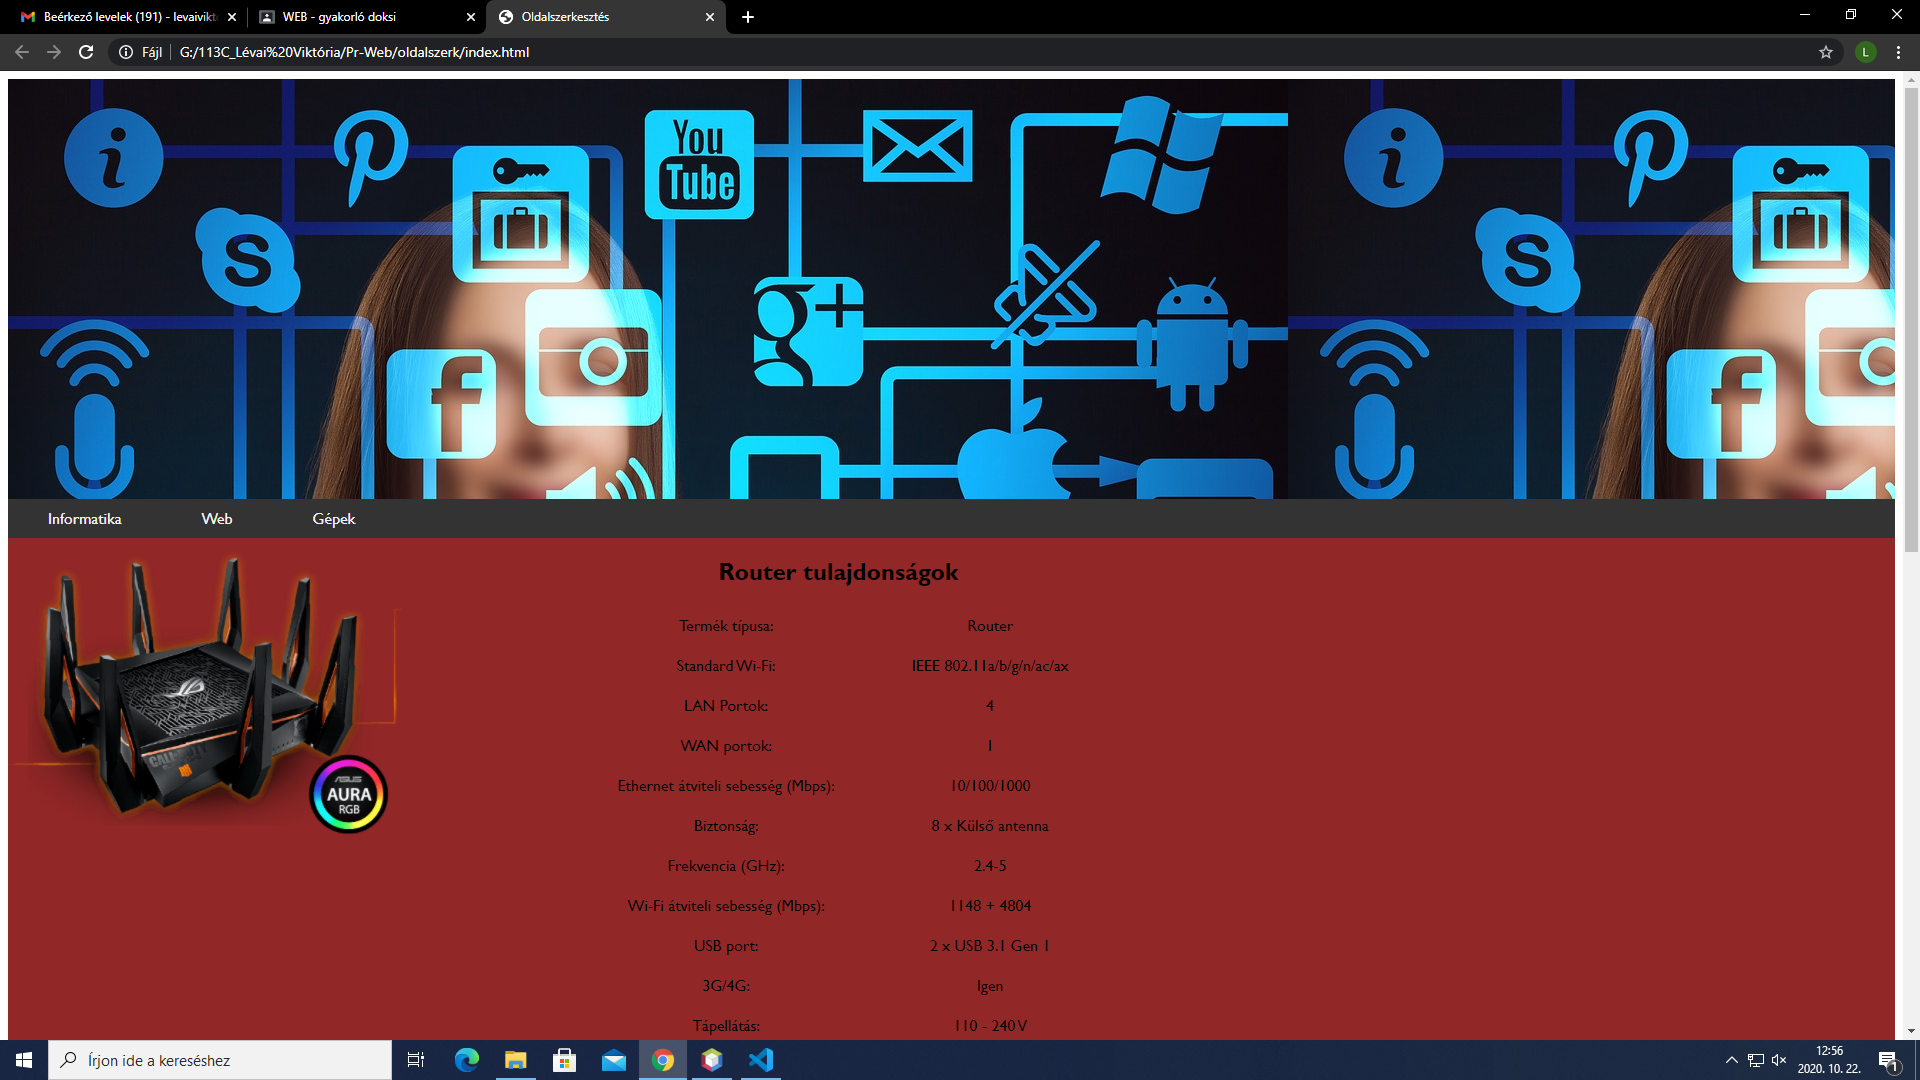 Beérkező levelek (191) - levaivikt
WEB - gyakorló doksi
Oldalszerkesztés
Fájl
G:/113C_Lévai%20Viktória/Pr-Web/oldalszerk/index.html
L
You
Tube
Informatika
Web
Gépek
Router tulajdonságok
Termék típusa: Router
Standard Wi-Fi: IEEE 802.11a/b/g/n/ac/ax
LAN Portok: 4
WAN portok: 1
Ethernet átviteli sebesség (Mbps): 10/100/1000
Biztonság: 8 x Külső antenna
Frekvencia (GHz): 2.4-5
Wi-Fi átviteli sebesség (Mbps): 1148 + 4804
USB port: 2 x USB 3.1 Gen 1
3G/4G: Igen
Tápellátás: 110 - 240 V
ASUS
AURA
RGB
Írjon ide a kereséshez
12:56
2020. 10. 22.
1